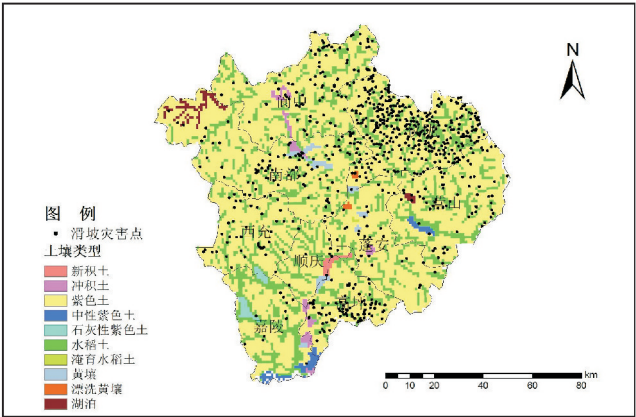 N
阆中
南部
营山
西充
蓬安
顺庆
嘉陵
图 例
滑坡灾害点
土壤类型
新积土
冲积土
紫色土
中性紫色土
石灰性紫色土
水稻土
淹育水稻土
黄壤
漂洗黄壤
湖泊
km
0 10 20 40 60 80